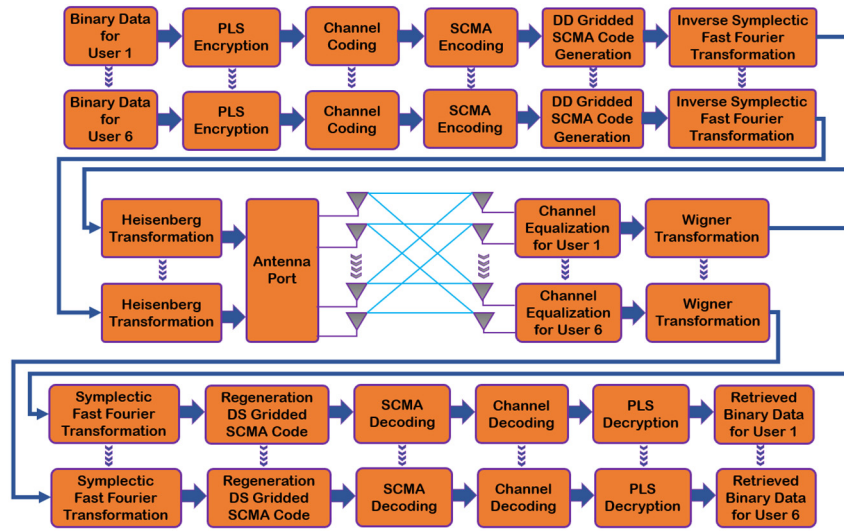 Binary Data
for
User 1
PLS
Encryption
Channel
Coding
SCMA
Encoding
DD Gridded
SCMA Code
Generation
Inverse Symplectic
Fast Fourier
Transformation
Binary Data
for
User 6
PLS
Encryption
Channel
Coding
SCMA
Encoding
DD Gridded
SCMA Code
Generation
Inverse Symplectic
Fast Fourier
Transformation
Heisenberg
Transformation
Antenna
Port
Channel
Equalization
for User 1
Wigner
Transformation
Heisenberg
Transformation
Channel
Equalization
for User 6
Wigner
Transformation
Symplectic
Fast Fourier
Transformation
Regeneration
DS Gridded
SCMA Code
SCMA
Decoding
Channel
Decoding
PLS
Decryption
Retrieved
Binary Data
for User 1
Symplectic
Fast Fourier
Transformation
Regeneration
DS Gridded
SCMA Code
SCMA
Decoding
Channel
Decoding
PLS
Decryption
Retrieved
Binary Data
for User 6